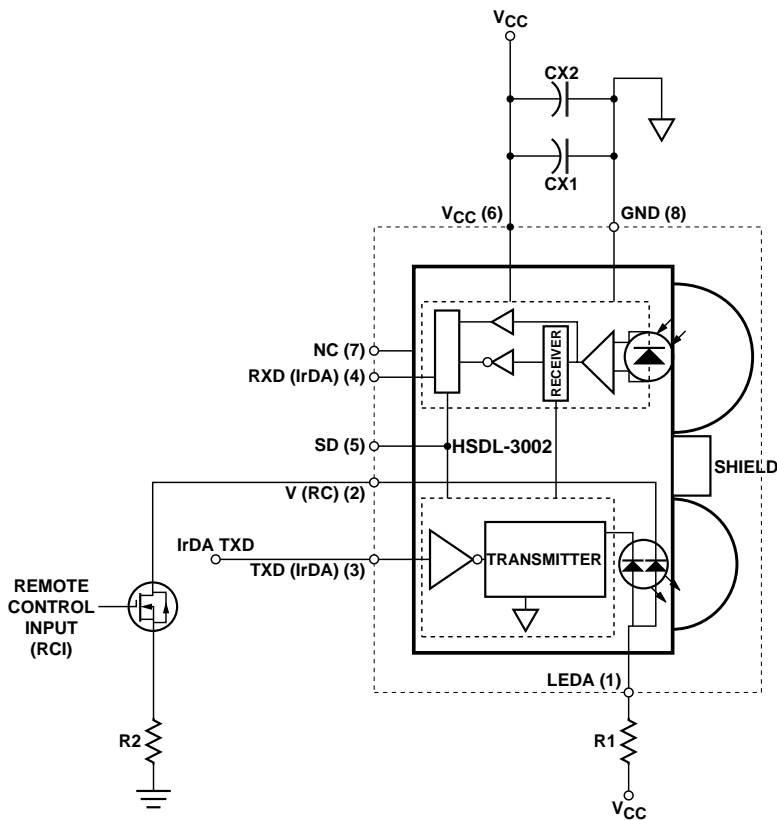 VCC
CX2
CX1
VCC (6)
GND (8)
NC (7)
RXD (IrDA) (4)
RECEIVER
SD (5)
HSDL-3002
SHIELD
V (RC) (2)
IrDA TXD
TXD (IrDA) (3)
TRANSMITTER
REMOTE
CONTROL
INPUT
(RCI)
LEDA (1)
R2
R1
VCC